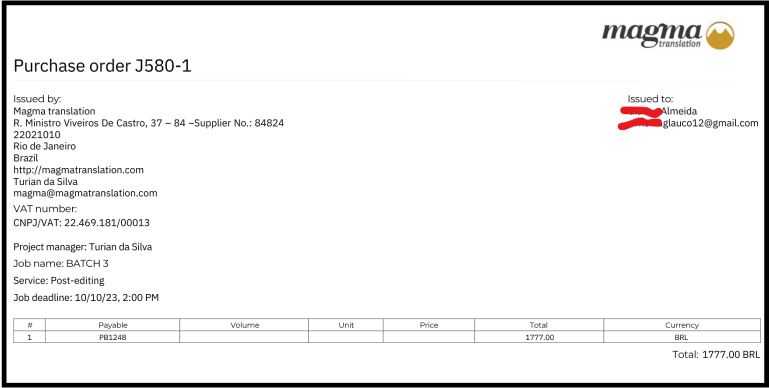 magma
translation
Purchase order J580-1
Issued by:
Magma translation
R. Ministro Viveiros De Castro, 37 – 84 –Supplier No.: 84824
22021010
Rio de Janeiro
Brazil
http://magmatranslation.com
Turian da Silva
magma@magmatranslation.com
VAT number:
CNPJ/VAT: 22.469.181/00013
Issued to:
Almeida
glauco12@gmail.com
Project manager: Turian da Silva
Job name: BATCH 3
Service: Post-editing
Job deadline: 10/10/23, 2:00 PM
# Payable Volume Unit Price Total Currency
1 PB1248 1777.00 BRL
Total: 1777.00 BRL